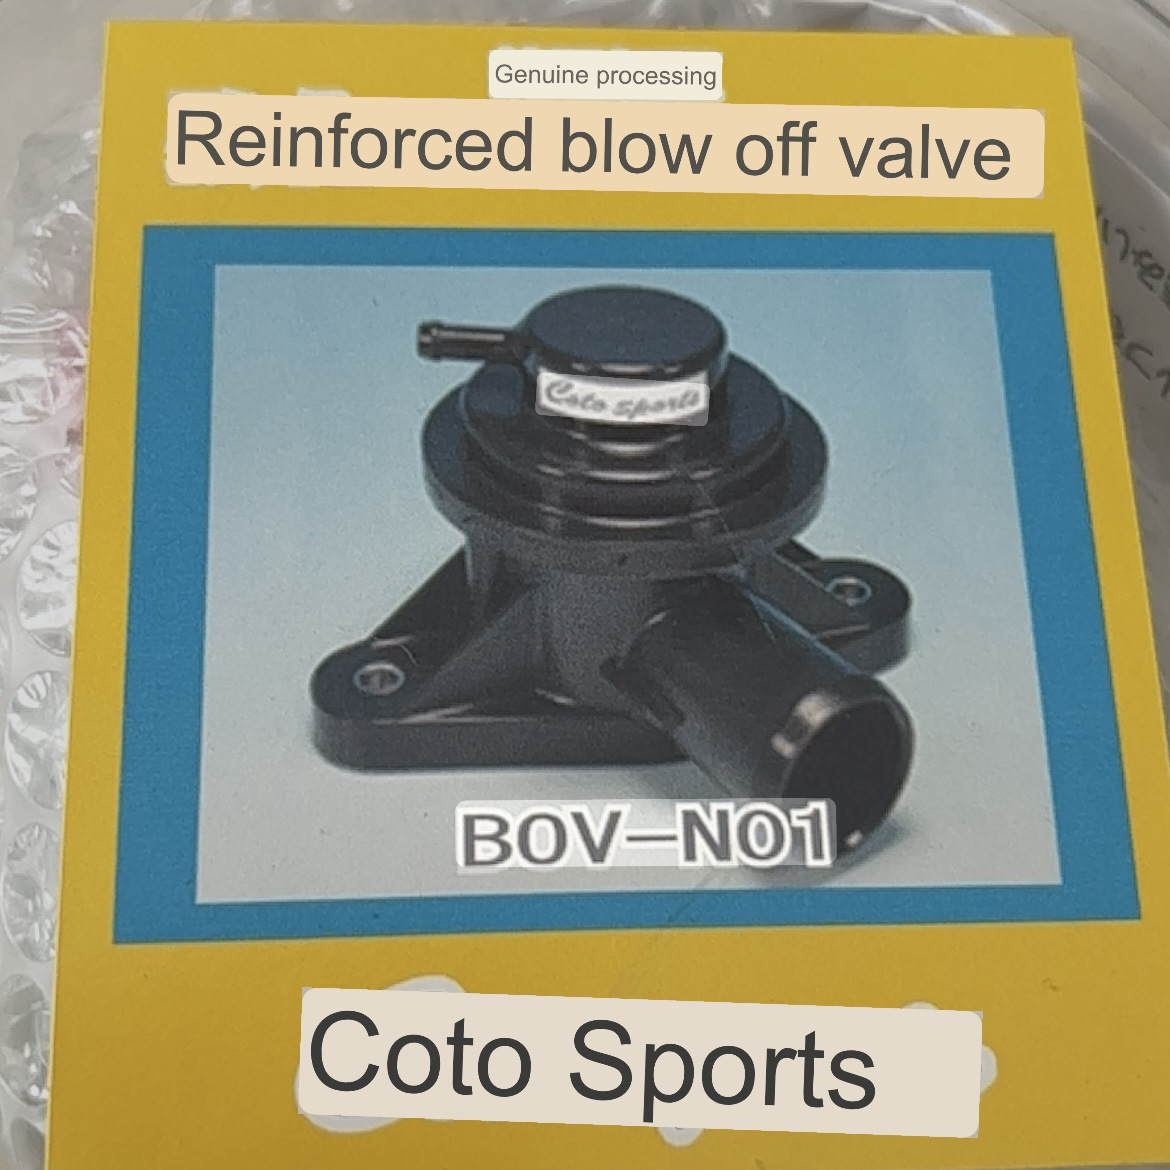 Genuine processing
Reinforced blow off valve
Coto sports
BOV-N01
Coto Sports